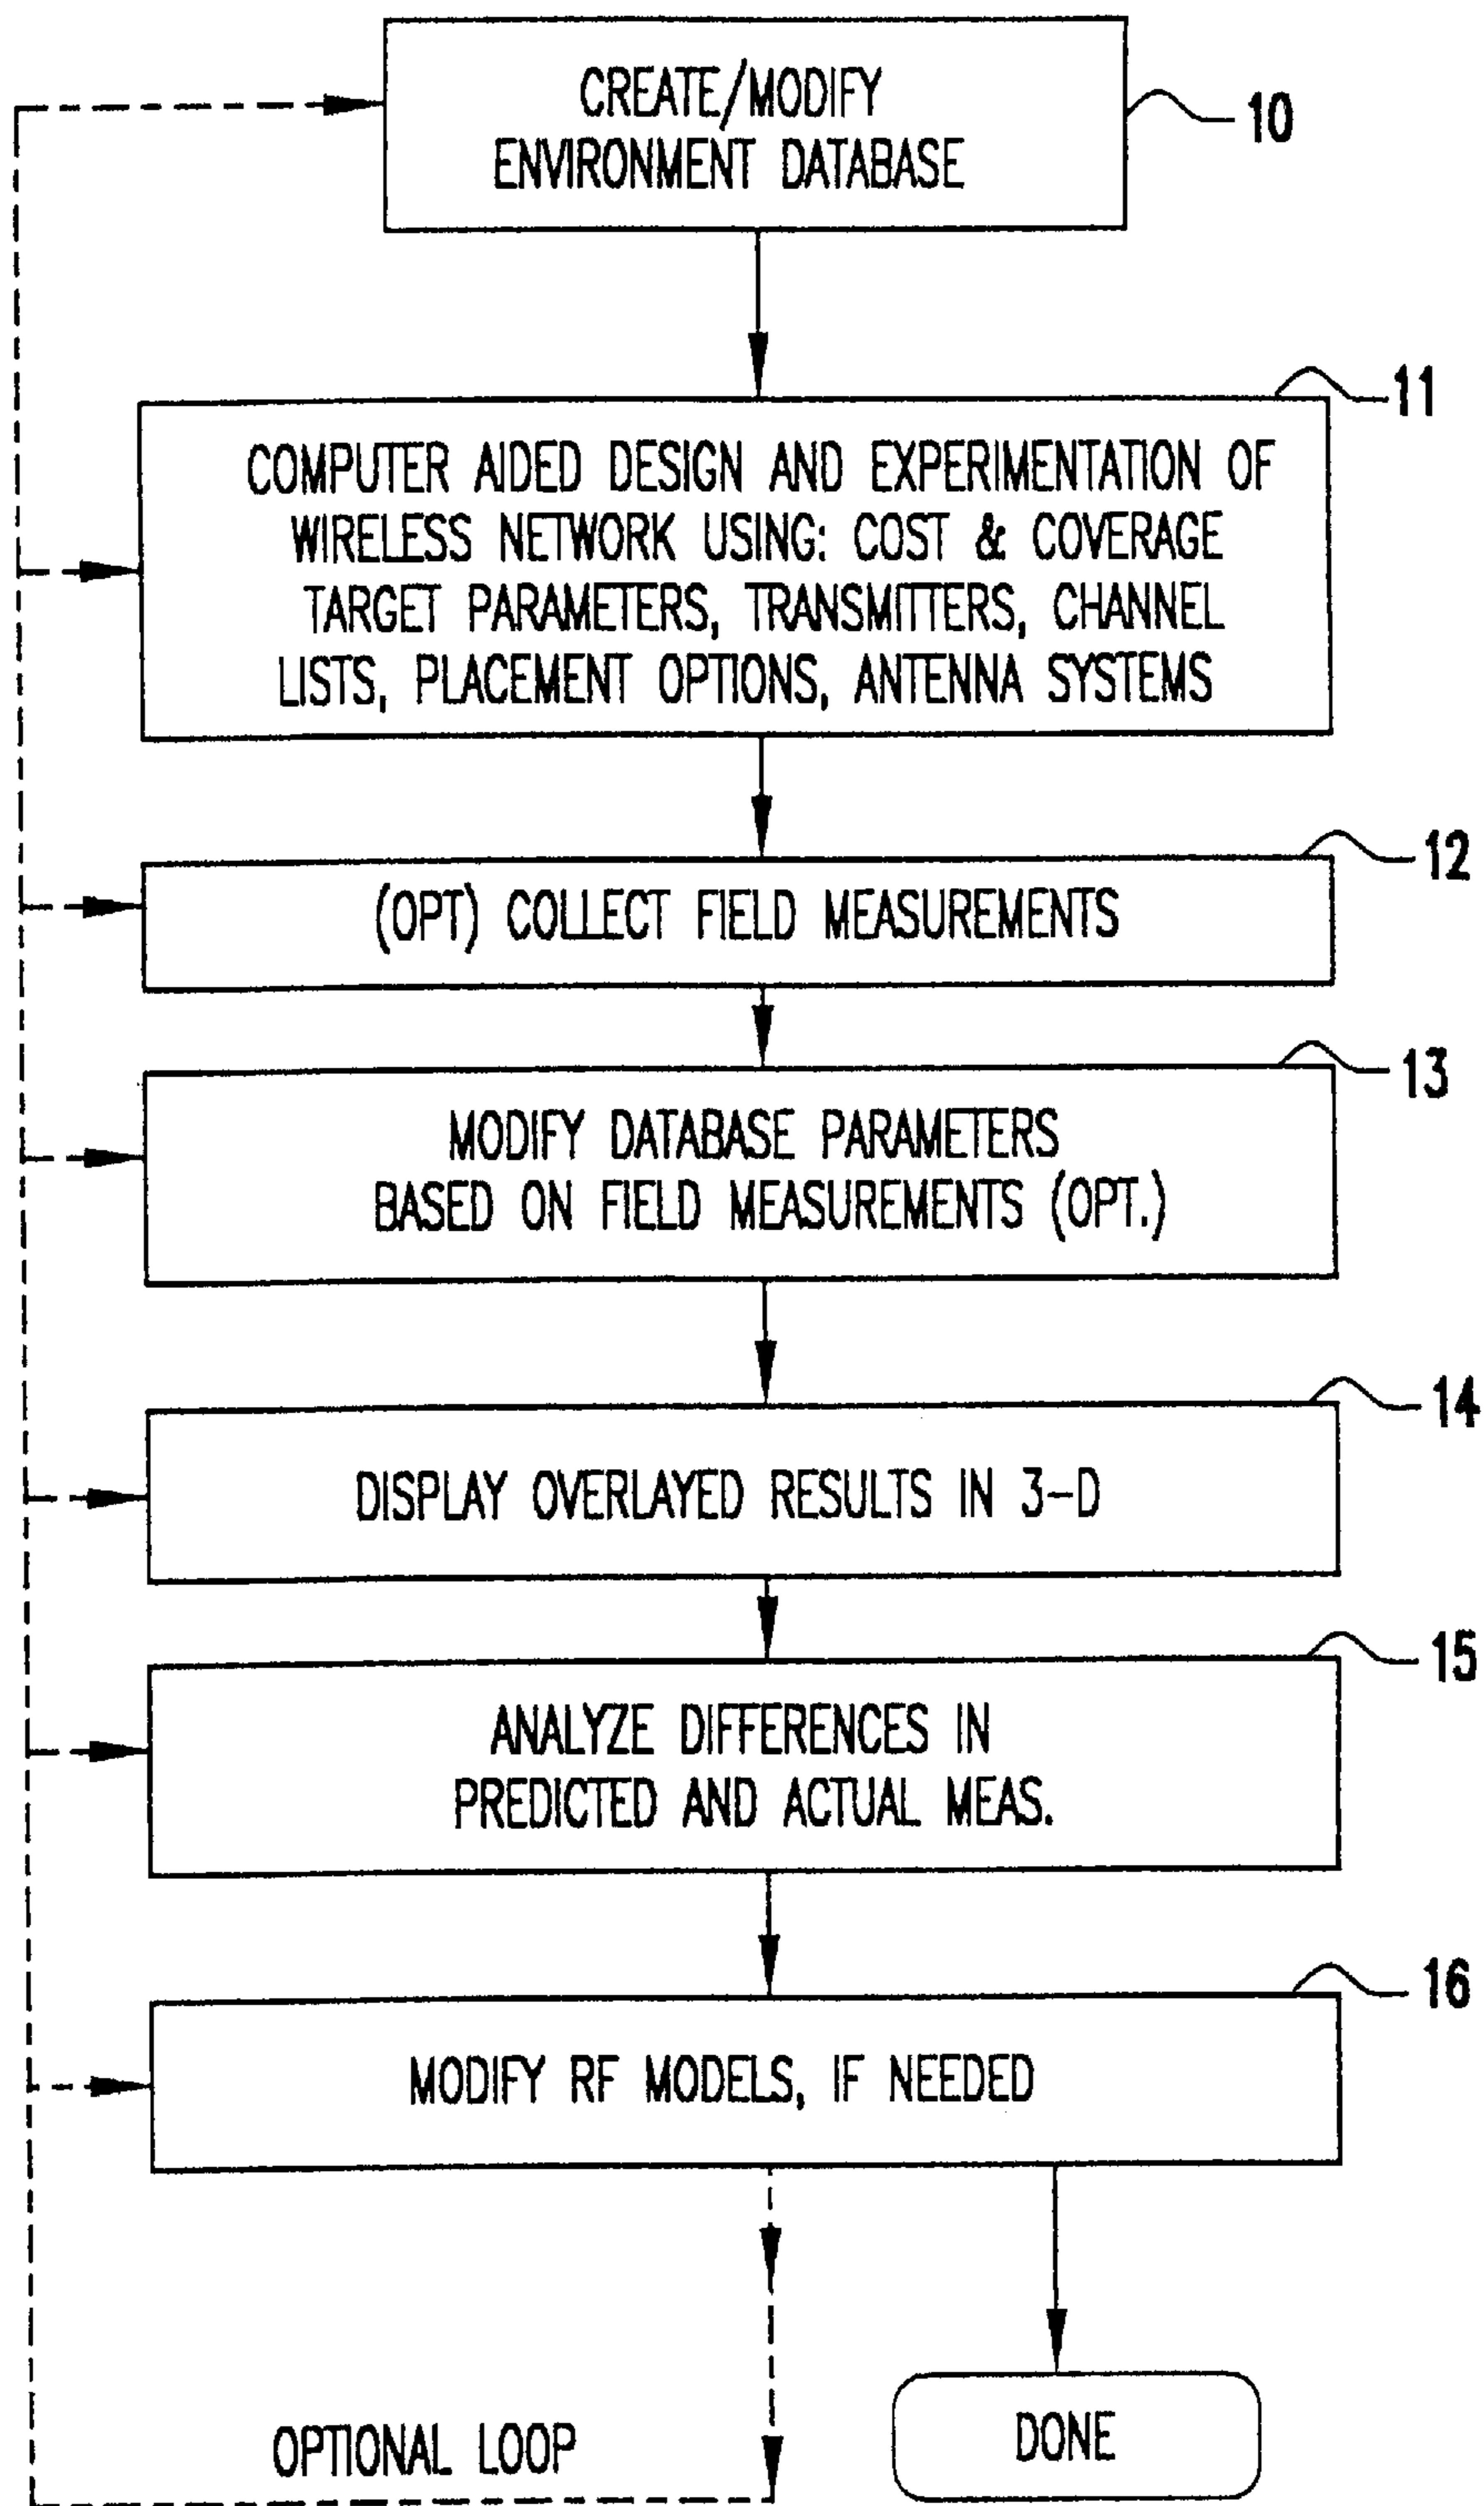 CREATE/MODIFY
ENVIRONMENT DATABASE
10
11
COMPUTER AIDED DESIGN AND EXPERIMENTATION OF
WIRELESS NETWORK USING: COST & COVERAGE
TARGET PARAMETERS, TRANSMITTERS, CHANNEL
LISTS, PLACEMENT OPTIONS, ANTENNA SYSTEMS
12
(OPT) COLLECT FIELD MEASUREMENTS
13
MODIFY DATABASE PARAMETERS
BASED ON FIELD MEASUREMENTS (OPT.)
14
DISPLAY OVERLAYED RESULTS IN 3-D
15
ANALYZE DIFFERENCES IN
PREDICTED AND ACTUAL MEAS.
16
MODIFY RF MODELS, IF NEEDED
OPTIONAL LOOP
DONE